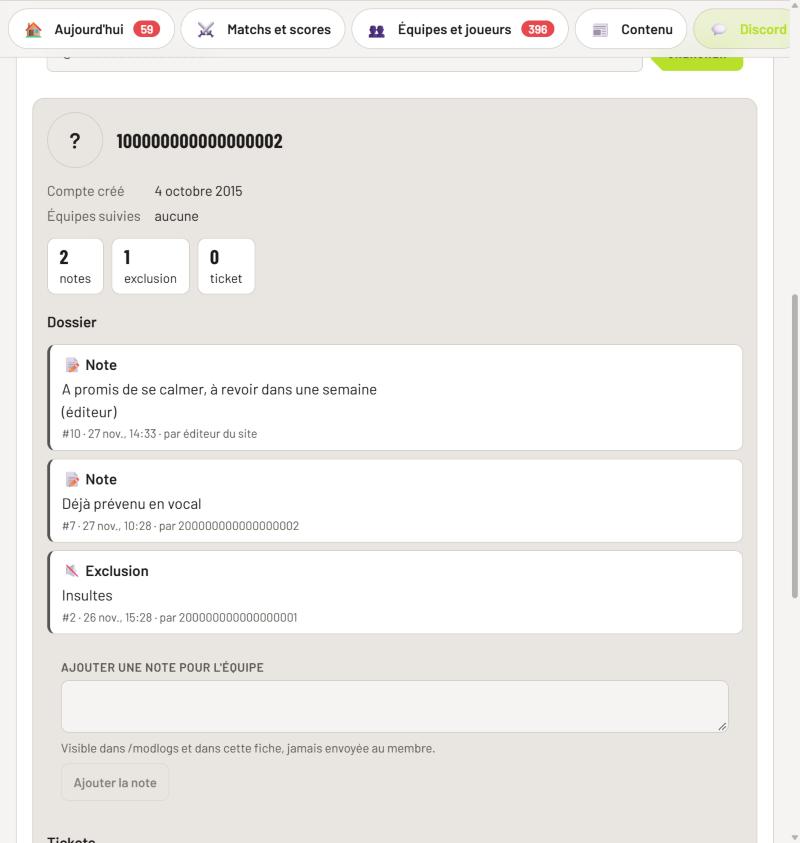 Aujourd'hui 59
Matchs et scores
Équipes et joueurs 396
Contenu
Discord
?
100000000000000002
Compte créé 4 octobre 2015
Équipes suivies aucune
2
notes
1
exclusion
0
ticket
Dossier
Note
A promis de se calmer, à revoir dans une semaine
(éditeur)
#10 · 27 nov., 14:33 · par éditeur du site
Note
Déjà prévenu en vocal
#7 · 27 nov., 10:28 · par 200000000000000002
Exclusion
Insultes
#2 · 26 nov., 15:28 · par 200000000000000001
AJOUTER UNE NOTE POUR L'ÉQUIPE
Visible dans /modlogs et dans cette fiche, jamais envoyée au membre.
Ajouter la note
Tickets